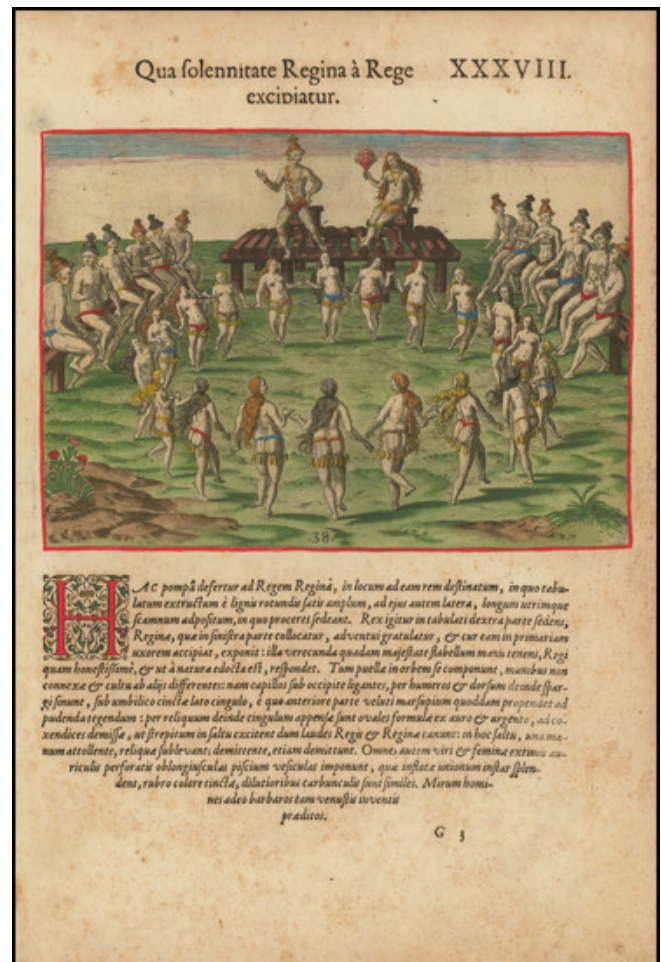 Qua ſolennitate Regina à Rege XXXVIII.
excipiatur.
38
HAC pompâ defertur ad Regem Reginâ, in locum ad eam rem deſtinatum, in quo tabu-
latum extructum è lignis rotundis ſatis amplum, ad ejus autem latera, longum utrimque
ſcamnum adpoſitum, in quo proceres ſedeant. Rex igitur in tabulati dextra parte ſedens,
Regina, quæ in ſiniſtra parte collocatur, adventui gratulatur, & cur eam in primariam
uxorem accipiat, exponit: illa verecunda quadam majeſtate flabellum manu tenens, Regi
quam honeſtiſſimè, & ut à natura edocta eſt, reſpondet. Tum puellæ in orbem ſe componunt, manibus non
connexæ & cultu ab alijs differentes: nam capillos ſub occipite ligantes, per humeros & dorſum deinde ſpar-
gi ſinunt, ſub umbilico cinctæ lato cingulo, è quo anteriore parte veluti marſupium quoddam propendet ad
pudenda tegendum: per reliquum deinde cingulum appenſæ ſunt ovales formulæ ex auro & argento, ad co-
xendices demiſſæ, ut ſtrepitum in ſaltu excitent dum laudes Regis & Reginæ canunt: in hoc ſaltu, una ma-
num attollente, reliquæ ſublevant: demittente, etiam demittunt. Omnes autem viri & feminæ extimis au-
riculis perforatis oblongiuſculas piſcium veſiculas imponunt, quæ inflatæ unionum inſtar ſplen-
dent, rubro colore tinctæ, dilutioribus carbunculis ſunt ſimiles. Mirum homi-
nes adeo barbaros tam venuſtis inventis
præditos.
G 3